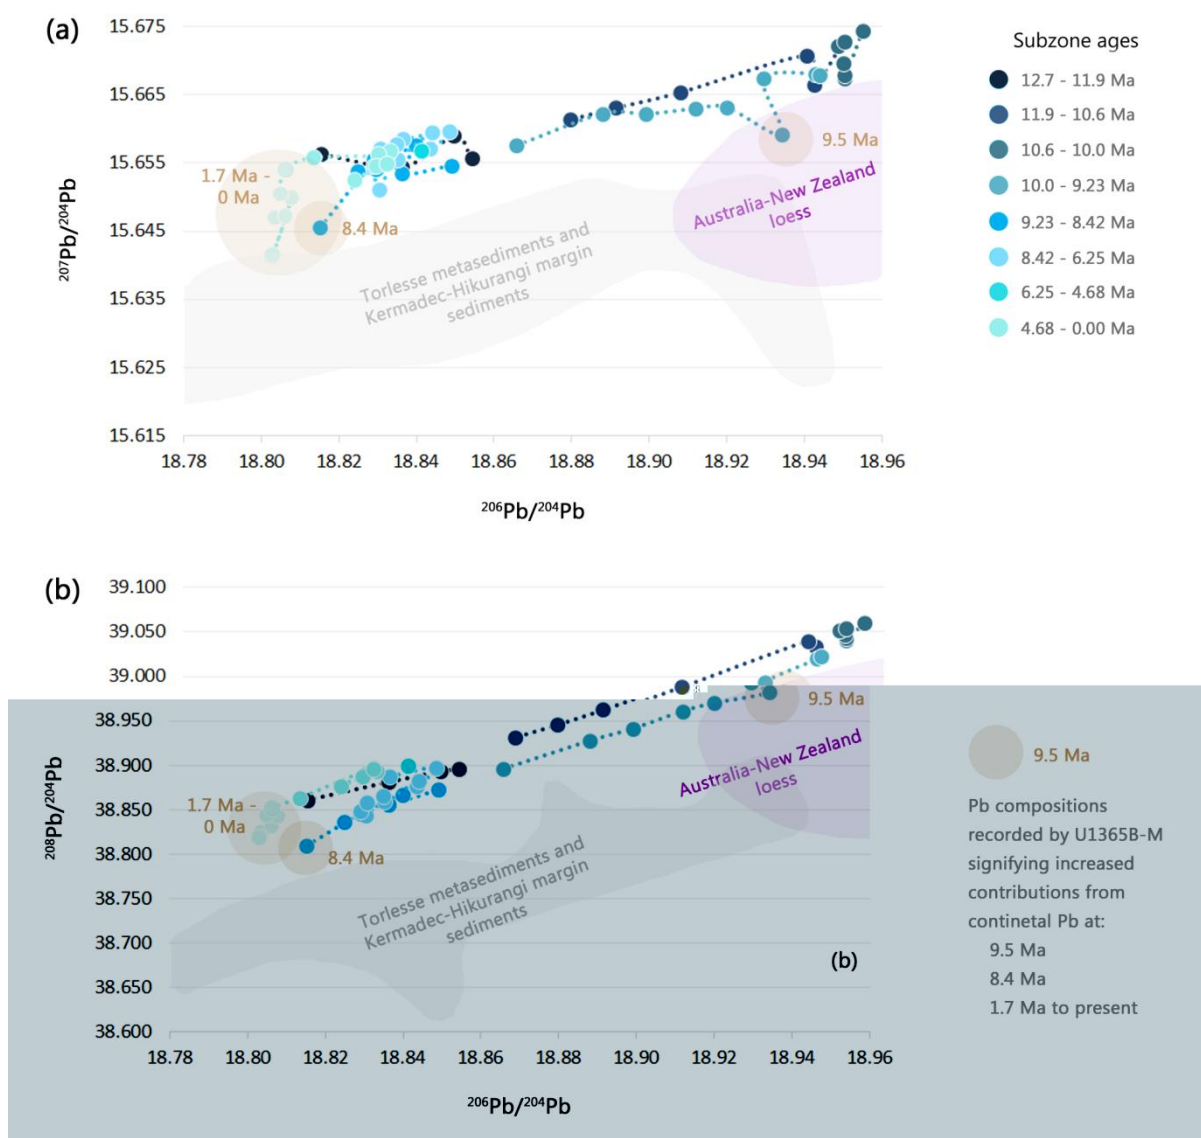 (a)
15.675
15.665
15.655
15.645
15.635
15.625
15.615
²⁰⁷Pb/²⁰⁴Pb
1.7 Ma -
0 Ma
8.4 Ma
9.5 Ma
Australia-New Zealand
loess
Torlesse metasediments and
Kermadec-Hikurangi margin
sediments
18.78 18.80 18.82 18.84 18.86 18.88 18.90 18.92 18.94 18.96
²⁰⁶Pb/²⁰⁴Pb
Subzone ages
12.7 - 11.9 Ma
11.9 - 10.6 Ma
10.6 - 10.0 Ma
10.0 - 9.23 Ma
9.23 - 8.42 Ma
8.42 - 6.25 Ma
6.25 - 4.68 Ma
4.68 - 0.00 Ma
(b)
39.100
39.050
39.000
38.950
38.900
38.850
38.800
38.750
38.700
38.650
38.600
²⁰⁸Pb/²⁰⁴Pb
1.7 Ma -
0 Ma
8.4 Ma
9.5 Ma
Australia-New Zealand
loess
Torlesse metasediments and
Kermadec-Hikurangi margin
sediments
(b)
18.78 18.80 18.82 18.84 18.86 18.88 18.90 18.92 18.94 18.96
²⁰⁶Pb/²⁰⁴Pb
9.5 Ma
Pb compositions
recorded by U1365B-M
signifying increased
contributions from
continetal Pb at:
9.5 Ma
8.4 Ma
1.7 Ma to present